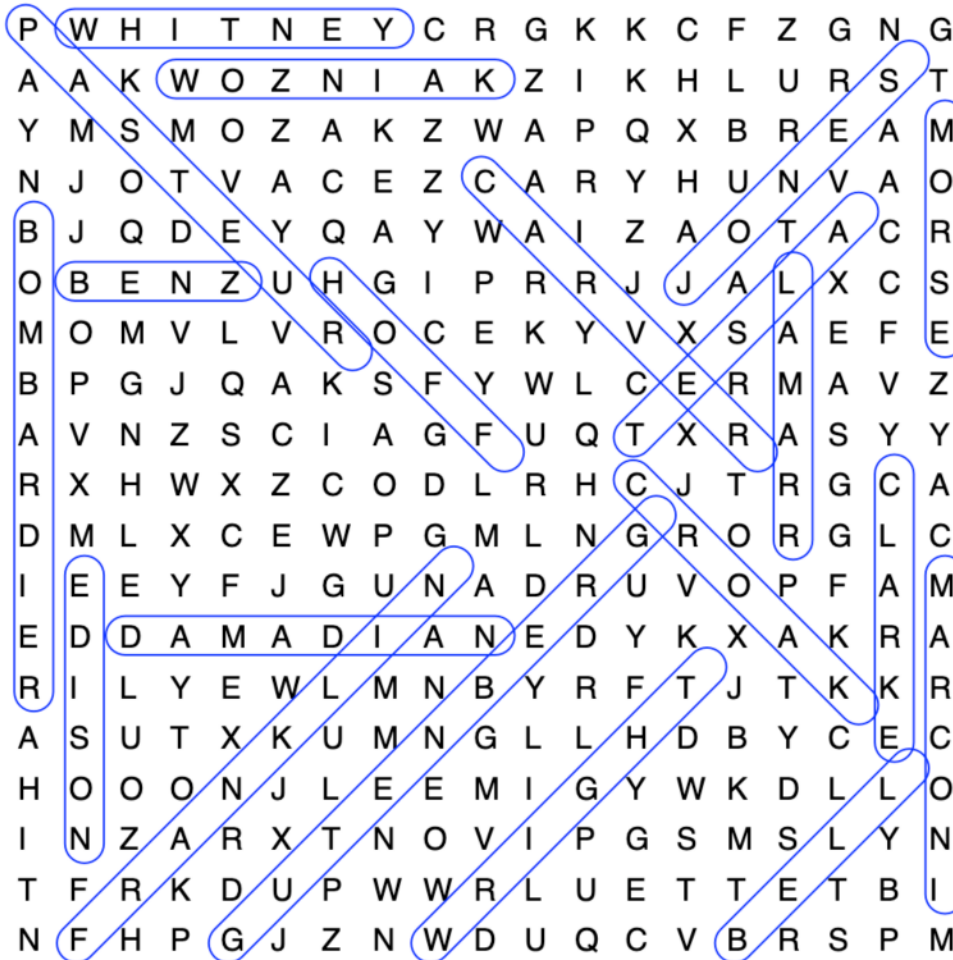 P W H I T N E Y C R G K K C F Z G N G
A A K W O Z N I A K Z I K H L U R S T
Y M S M O Z A K Z W A P Q X B R E A M
N J O T V A C E Z C A R Y H U N V A O
B J Q D E Y Q A Y W A I Z A O T A C R
O B E N Z U H G I P R R J J A L X C S
M O M V L V R O C E K Y V X S A E F E
B P G J Q A K S F Y W L C E R M A V Z
A V N Z S C I A G F U Q T X R A S Y Y
R X H W X Z C O D L R H C J T R G C A
D M L X C E W P G M L N G R O R G L C
I E E Y F J G U N A D R U V O P F A M
E D D A M A D I A N E D Y K X A K R A
R I L Y E W L M N B Y R F T J T K K R
A S U T X K U M N G L L H D B Y C E C
H O O O N J L E E M I G Y W K D L L O
I N Z A R X T N O V I P G S M S L Y N
T F R K D U P W W R L U E T T E T B I
N F H P G J Z N W D U Q C V B R S P M